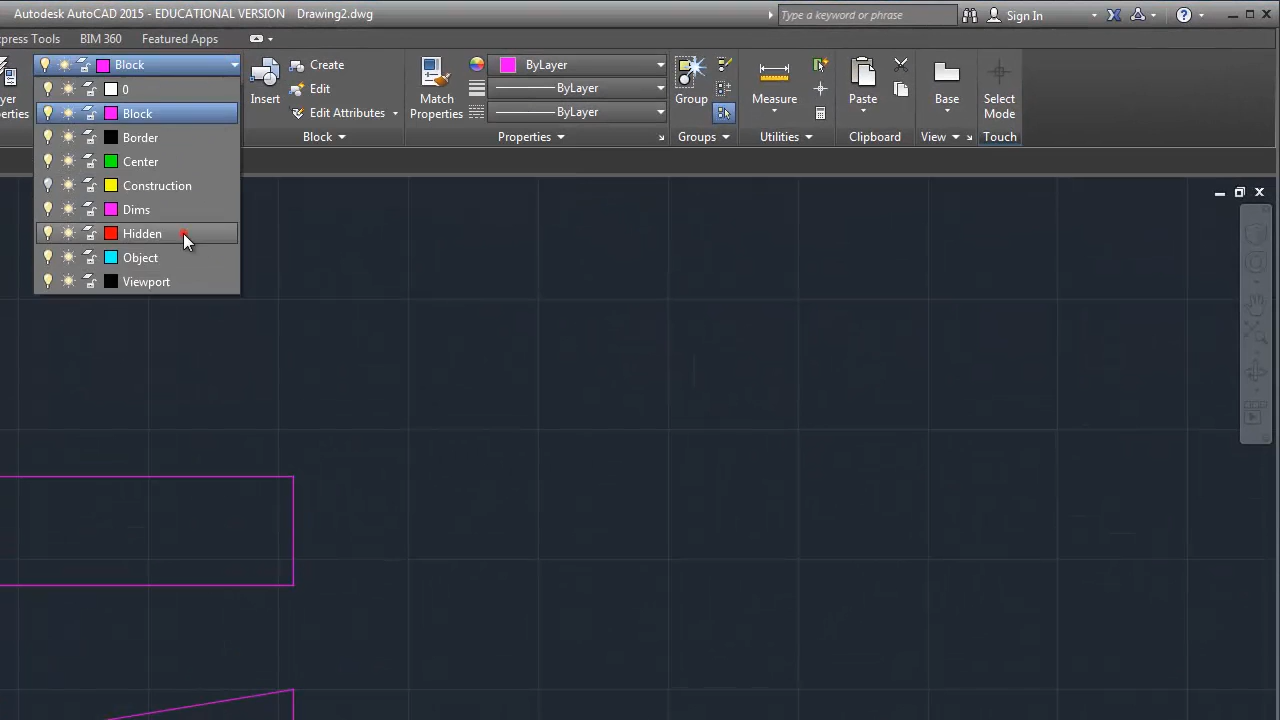 Autodesk AutoCAD 2015 - EDUCATIONAL VERSION Drawing2.dwg
Type a keyword or phrase
Sign In
xpress Tools BIM 360 Featured Apps
Block
0
Block
Border
Center
Construction
Dims
Hidden
Object
Viewport
Insert
Create
Edit
Edit Attributes
Block
Match
Properties
ByLayer
ByLayer
ByLayer
Properties
Group
Groups
Measure
Utilities
Paste
Clipboard
Base
View
Select
Mode
Touch